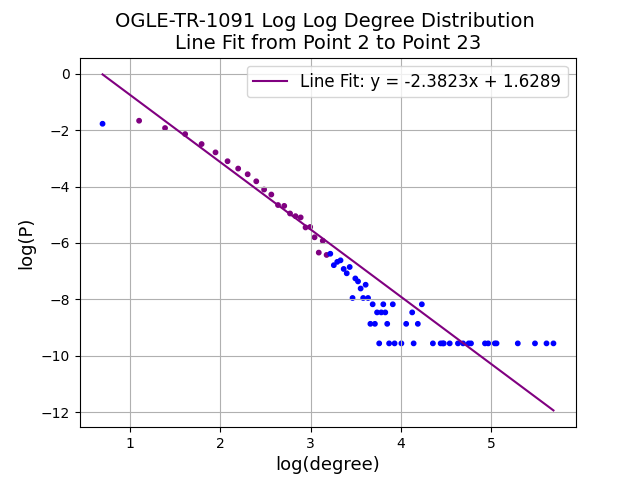 OGLE-TR-1091 Log Log Degree Distribution
Line Fit from Point 2 to Point 23
Line Fit: y = -2.3823x + 1.6289
0
−2
−4
−6
−8
−10
−12
log(P)
1 2 3 4 5
log(degree)